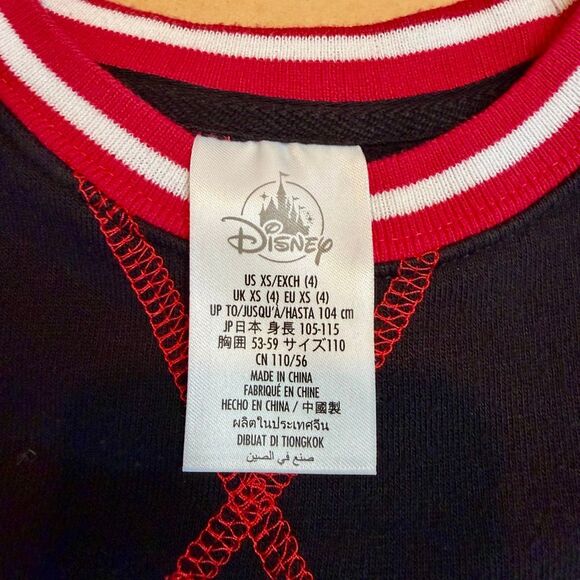 Disney
US XS/EXCH (4)
UK XS (4) EU XS (4)
UP TO/JUSQU'À/HASTA 104 cm
JP日本 身長 105-115
胸囲 53-59 サイズ110
CN 110/56
MADE IN CHINA
FABRIQUÉ EN CHINE
HECHO EN CHINA / 中國製
ผลิตในประเทศจีน
DIBUAT DI TIONGKOK
صنع في الصين